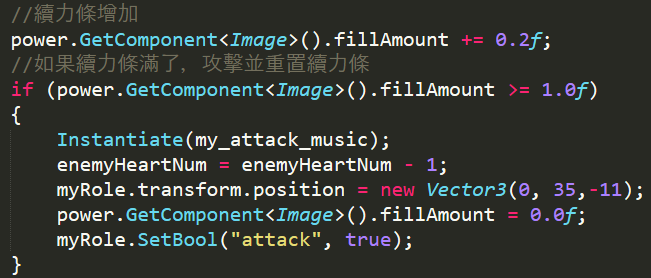 //續力條增加
power.GetComponent<Image>().fillAmount += 0.2f;
//如果續力條滿了，攻擊並重置續力條
if (power.GetComponent<Image>().fillAmount >= 1.0f)
{
    Instantiate(my_attack_music);
    enemyHeartNum = enemyHeartNum - 1;
    myRole.transform.position = new Vector3(0, 35,-11);
    power.GetComponent<Image>().fillAmount = 0.0f;
    myRole.SetBool("attack", true);
}